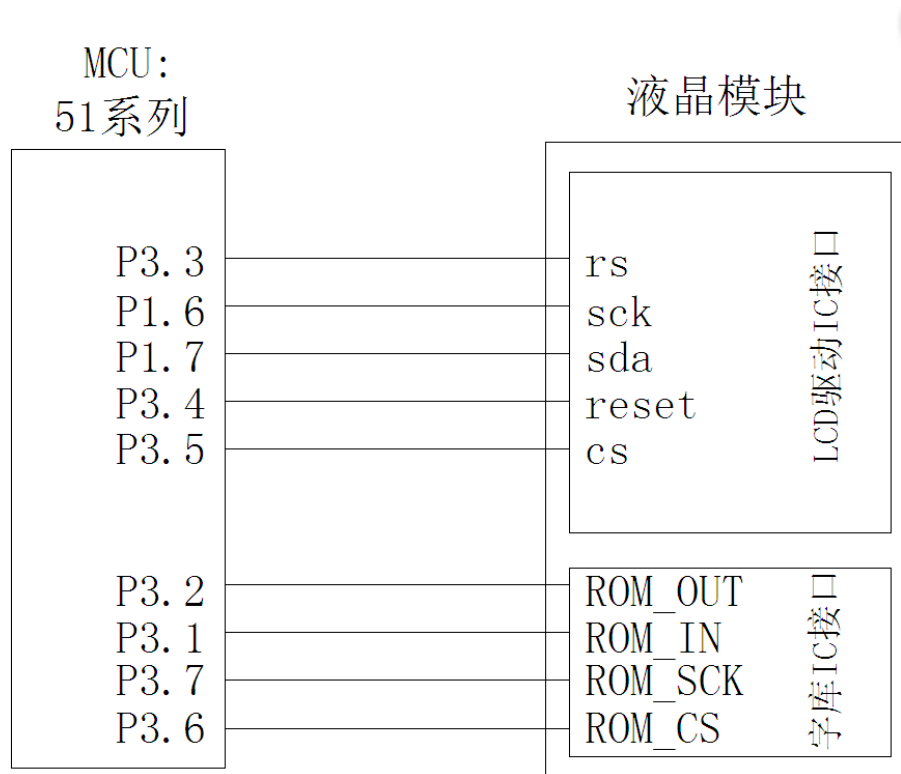 MCU:
51系列
液晶模块
P3.3
rs
P1.6
sck
P1.7
sda
P3.4
reset
P3.5
cs
LCD驱动IC接口
P3.2
ROM_OUT
P3.1
ROM_IN
P3.7
ROM_SCK
P3.6
ROM_CS
字库IC接口